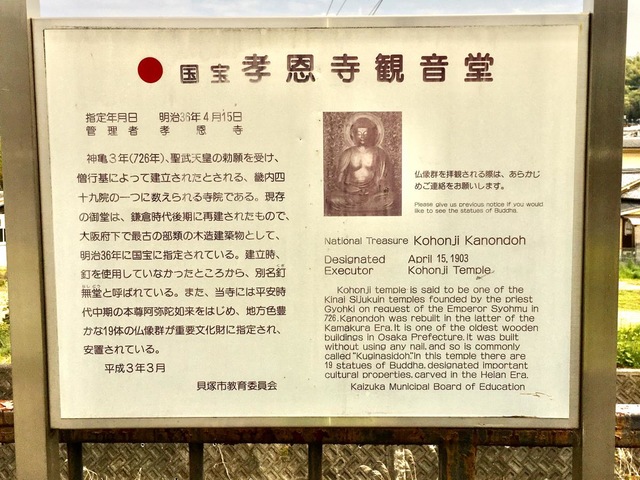 国宝 孝恩寺観音堂
指定年月日 明治36年4月15日
管理者 孝恩寺
神亀3年(726年)、聖武天皇の勅願を受け、
僧行基によって建立されたとされる、畿内四
十九院の一つに数えられる寺院である。現存
の御堂は、鎌倉時代後期に再建されたもので、
大阪府下で最古の部類の木造建築物として、
明治36年に国宝に指定されている。建立時、
釘を使用していなかったところから、別名釘
無堂と呼ばれている。また、当寺には平安時
代中期の本尊阿弥陀如来をはじめ、地方色豊
かな19体の仏像群が重要文化財に指定され、
安置されている。
平成3年3月
貝塚市教育委員会
仏像群を拝観される際は、あらかじ
めご連絡をお願いします。
Please give us previous notice if you would
like to see the statues of Buddha.
National Treasure Kohonji Kanondoh
Designated April 15, 1903
Executor Kohonji Temple
Kohonji temple is said to be one of the
Kinai Sijukuin temples founded by the priest
Gyohki on request of the Emperor Syohmu in
726. Kanondoh was rebuilt in the latter of the
Kamakura Era. It is one of the oldest wooden
buildings in Osaka Prefecture. It was built
without using any nail, and so is commonly
called "Kuginasidoh." In this temple there are
19 statues of Buddha, designated important
cultural properties, carved in the Heian Era.
Kaizuka Municipal Board of Education